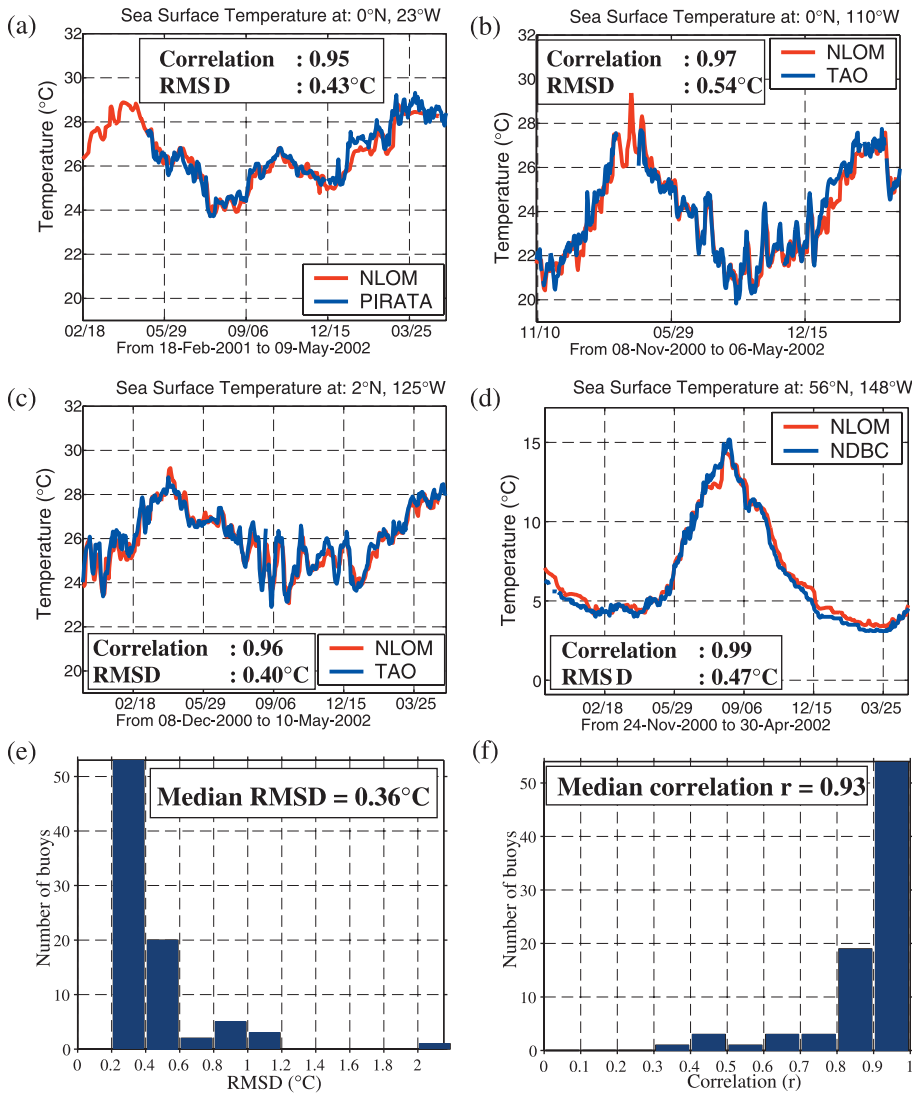 (a)
Sea Surface Temperature at: 0°N, 23°W
Correlation : 0.95
RMSD : 0.43°C
Temperature (°C)
32
30
28
26
24
22
20
NLOM
PIRATA
02/18 05/29 09/06 12/15 03/25
From 18-Feb-2001 to 09-May-2002
(b)
Sea Surface Temperature at: 0°N, 110°W
Correlation : 0.97
RMSD : 0.54°C
NLOM
TAO
Temperature (°C)
32
30
28
26
24
22
20
11/10 05/29 12/15
From 08-Nov-2000 to 06-May-2002
(c)
Sea Surface Temperature at: 2°N, 125°W
Temperature (°C)
32
30
28
26
24
22
20
Correlation : 0.96
RMSD : 0.40°C
NLOM
TAO
02/18 05/29 09/06 12/15 03/25
From 08-Dec-2000 to 10-May-2002
(d)
Sea Surface Temperature at: 56°N, 148°W
NLOM
NDBC
Temperature (°C)
15
10
5
0
Correlation : 0.99
RMSD : 0.47°C
02/18 05/29 09/06 12/15 03/25
From 24-Nov-2000 to 30-Apr-2002
(e)
Median RMSD = 0.36°C
Number of buoys
50
40
30
20
10
0
0 0.2 0.4 0.6 0.8 1 1.2 1.4 1.6 1.8 2
RMSD (°C)
(f)
Median correlation r = 0.93
Number of buoys
50
40
30
20
10
0
0 0.1 0.2 0.3 0.4 0.5 0.6 0.7 0.8 0.9 1
Correlation (r)